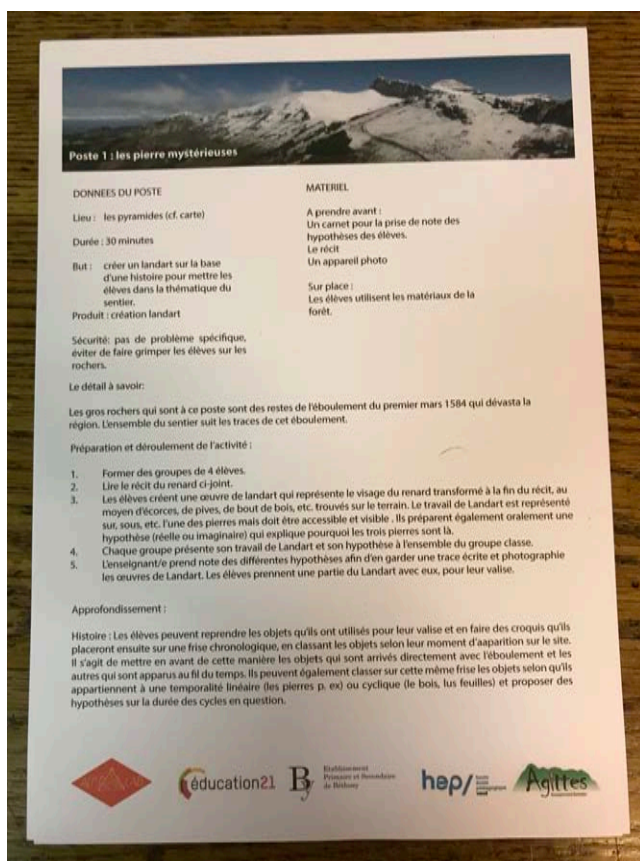 Poste 1 : les pierre mystérieuses
DONNEES DU POSTE
Lieu : les pyramides (cf. carte)
Durée : 30 minutes
But : créer un landart sur la base
d'une histoire pour mettre les
élèves dans la thématique du
sentier.
Produit : création landart
Sécurité: pas de problème spécifique,
éviter de faire grimper les élèves sur les
rochers.
MATERIEL
A prendre avant :
Un carnet pour la prise de note des
hypothèses des élèves.
Le récit
Un appareil photo
Sur place :
Les élèves utilisent les matériaux de la
forêt.
Le détail à savoir:
Les gros rochers qui sont à ce poste sont des restes de l'éboulement du premier mars 1584 qui dévasta la
région. L'ensemble du sentier suit les traces de cet éboulement.
Préparation et déroulement de l'activité :
1. Former des groupes de 4 élèves.
2. Lire le récit du renard ci-joint.
3. Les élèves créent une œuvre de landart qui représente le visage du renard transformé à la fin du récit, au
moyen d'écorces, de pives, de bout de bois, etc. trouvés sur le terrain. Le travail de Landart est représenté
sur, sous, etc. l'une des pierres mais doit être accessible et visible . Ils préparent également oralement une
hypothèse (réelle ou imaginaire) qui explique pourquoi les trois pierres sont là.
4. Chaque groupe présente son travail de Landart et son hypothèse à l'ensemble du groupe classe.
5. L'enseignant/e prend note des différentes hypothèses afin d'en garder une trace écrite et photographie
les œuvres de Landart. Les élèves prennent une partie du Landart avec eux, pour leur valise.
Approfondissement :
Histoire : Les élèves peuvent reprendre les objets qu'ils ont utilisés pour leur valise et en faire des croquis qu'ils
placeront ensuite sur une frise chronologique, en classant les objets selon leur moment d'aaparition sur le site.
Il s'agit de mettre en avant de cette manière les objets qui sont arrivés directement avec l'éboulement et les
autres qui sont apparus au fil du temps. Ils peuvent également classer sur cette même frise les objets selon qu'ils
appartiennent à une temporalité linéaire (les pierres p. ex) ou cyclique (le bois, lus feuilles) et proposer des
hypothèses sur la durée des cycles en question.
éducation21
By
Etablissement
Primaire et Secondaire
de
hep/
Agittes